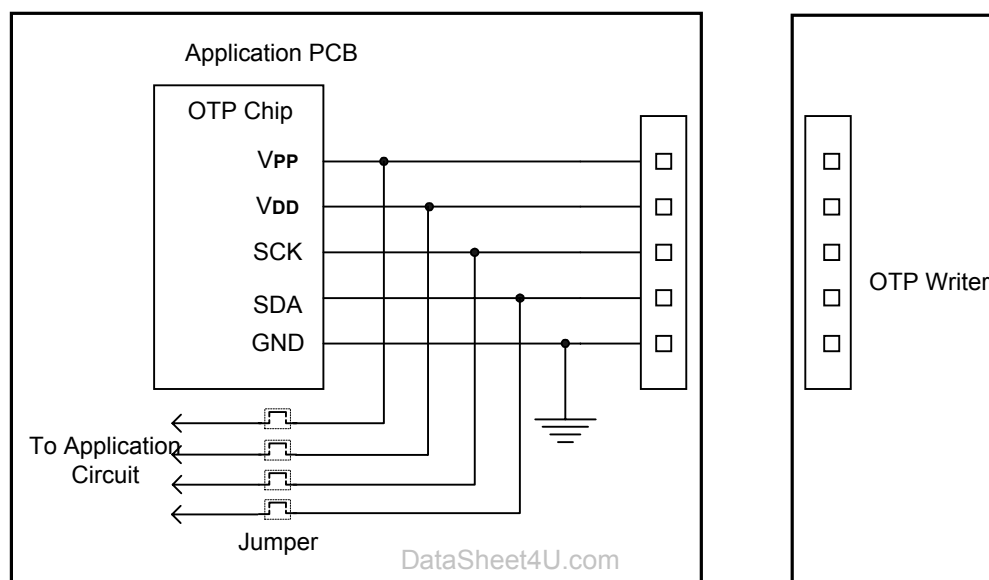 Application PCB
OTP Chip
VPP
VDD
SCK
SDA
GND
OTP Writer
To Application
Circuit
Jumper
DataSheet4U.com